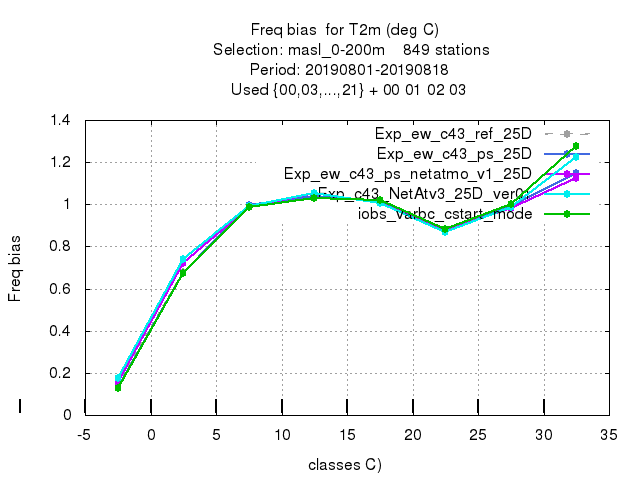 Freq bias  for T2m (deg C)
Selection: masl_0-200m    849 stations
Period: 20190801-20190818
Used {00,03,...,21} + 00 01 02 03
Exp_ew_c43_ref_25D
Exp_ew_c43_ps_25D
Exp_ew_c43_ps_netatmo_v1_25D
Exp_c43_NetAtv3_25D_ver0
iobs_varbc_cstart_mode
Freq bias
1.4
1.2
1
0.8
0.6
0.4
0.2
0
-5 0 5 10 15 20 25 30 35
classes C)